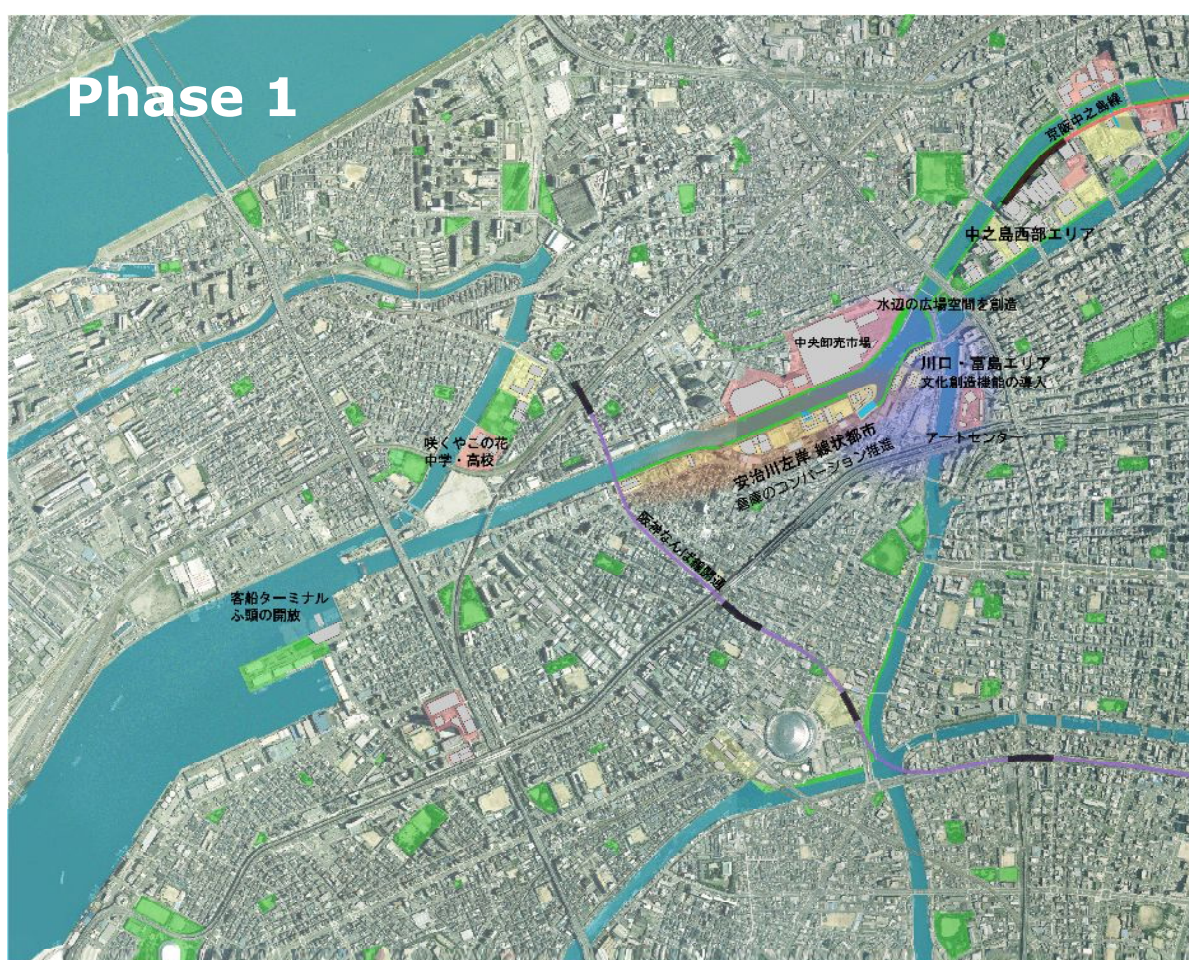 Phase 1
京阪中之島線
中之島西部エリア
水辺の広場空間を創造
中央卸売市場
川口・富島エリア
文化創造機能の導入
アートセンター
安治川左岸 線状都市
倉庫のコンバージョン推進
咲くやこの花
中学・高校
阪神なんば線開通
客船ターミナル
ふ頭の開放